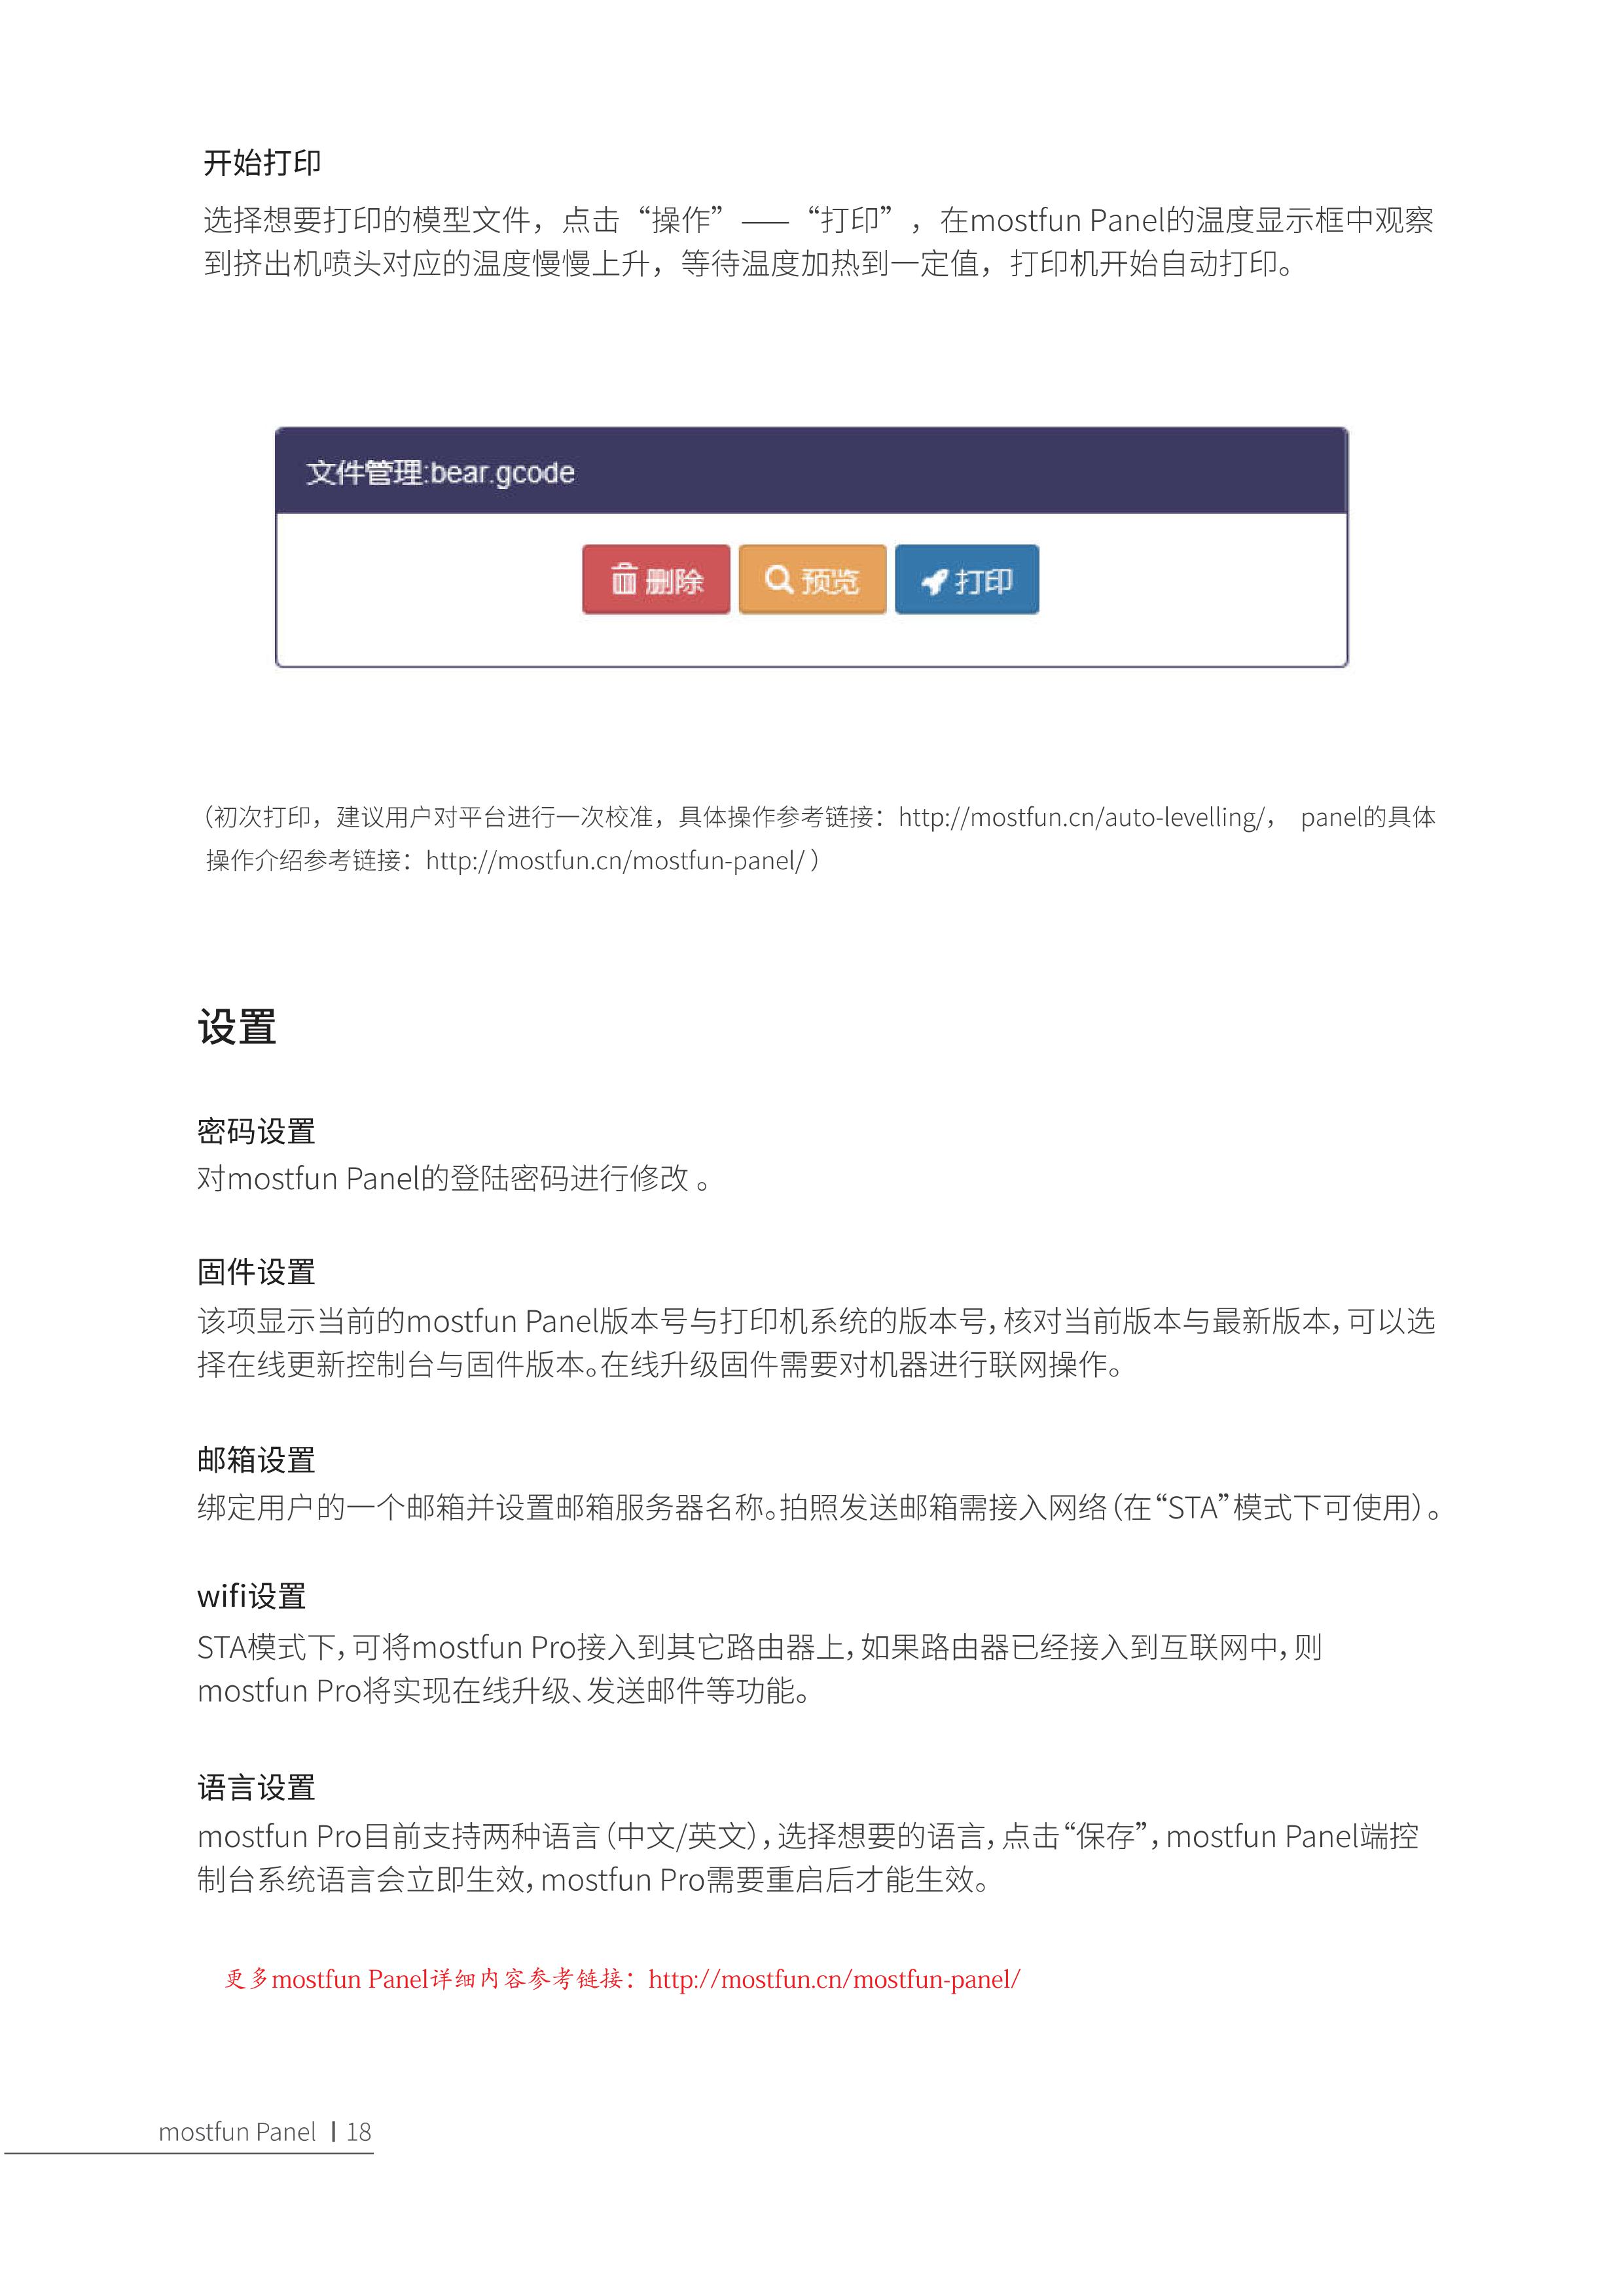 开始打印
选择想要打印的模型文件，点击“操作”——“打印”，在mostfun Panel的温度显示框中观察
到挤出机喷头对应的温度慢慢上升，等待温度加热到一定值，打印机开始自动打印。
文件管理:bear.gcode
删除 预览 打印
（初次打印，建议用户对平台进行一次校准，具体操作参考链接：http://mostfun.cn/auto-levelling/， panel的具体
操作介绍参考链接：http://mostfun.cn/mostfun-panel/）
设置
密码设置
对mostfun Panel的登陆密码进行修改 。
固件设置
该项显示当前的mostfun Panel版本号与打印机系统的版本号，核对当前版本与最新版本，可以选
择在线更新控制台与固件版本。在线升级固件需要对机器进行联网操作。
邮箱设置
绑定用户的一个邮箱并设置邮箱服务器名称。拍照发送邮箱需接入网络（在“STA”模式下可使用）。
wifi设置
STA模式下，可将mostfun Pro接入到其它路由器上，如果路由器已经接入到互联网中，则
mostfun Pro将实现在线升级、发送邮件等功能。
语言设置
mostfun Pro目前支持两种语言（中文/英文），选择想要的语言，点击“保存”，mostfun Panel端控
制台系统语言会立即生效，mostfun Pro需要重启后才能生效。
更多mostfun Panel详细内容参考链接：http://mostfun.cn/mostfun-panel/
mostfun Panel | 18